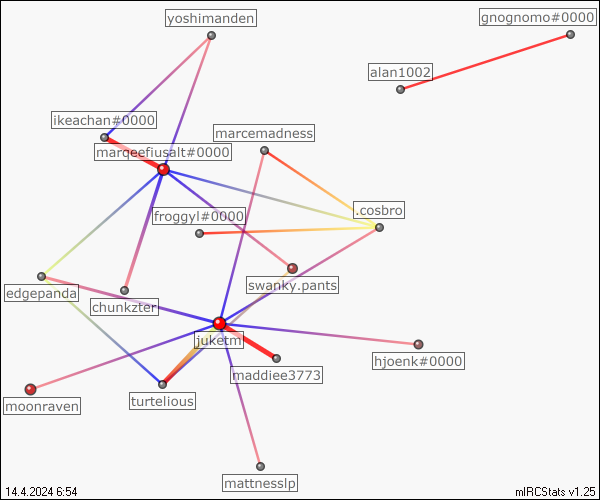 yoshimanden
gnognomo#0000
alan1002
ikeachan#0000
marcemadness
marqeefiusalt#0000
froggyl#0000
.cosbro
swanky.pants
edgepanda
chunkzter
juketm
hjoenk#0000
maddiee3773
moonraven
turtelious
mattnesslp
14.4.2024 6:54
mIRCStats v1.25